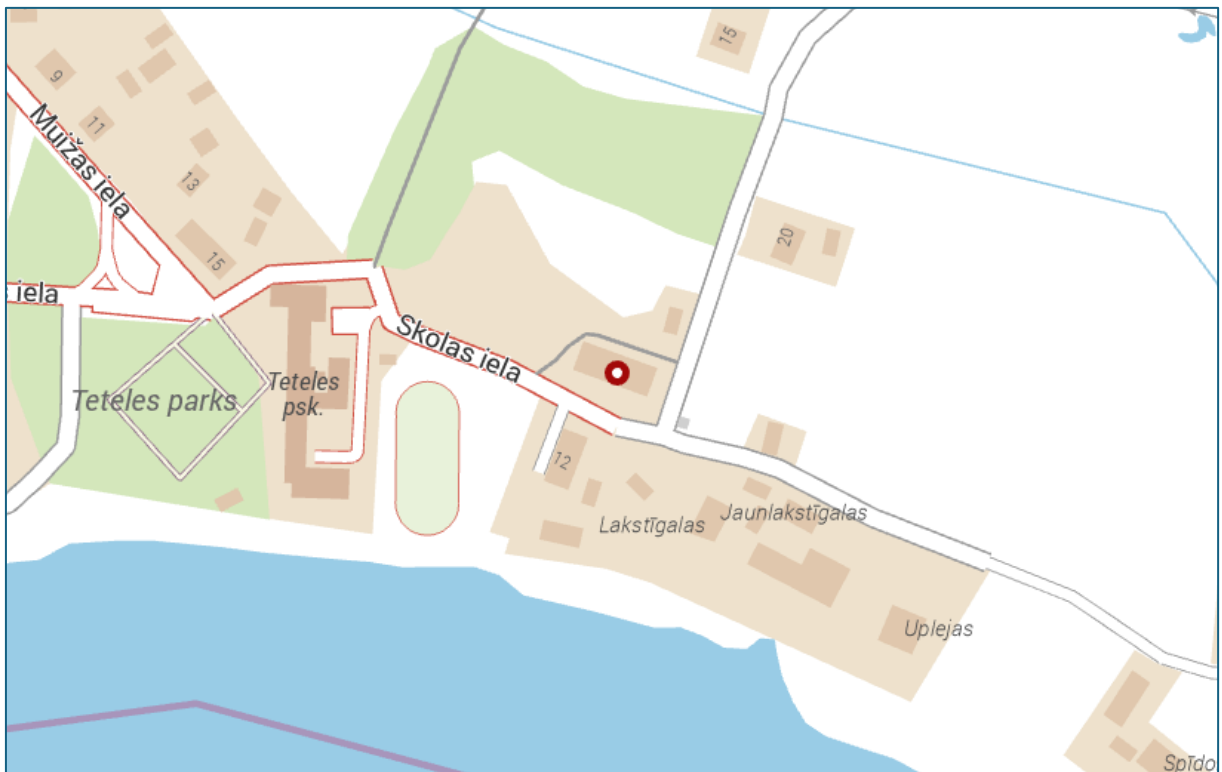 15
9
11
Muižas iela
13
20
15
iela
Skolas iela
Teteles
psk.
Teteles parks
12
Lakstīgalas
Jaunlakstīgalas
Uplejas
Spīdo